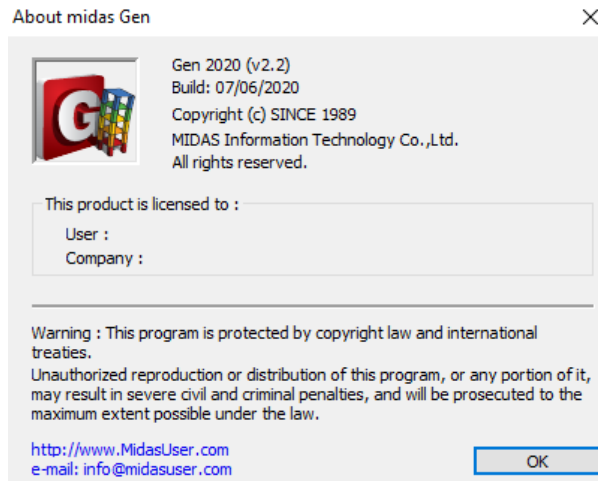 About midas Gen
G
Gen 2020 (v2.2)
Build: 07/06/2020
Copyright (c) SINCE 1989
MIDAS Information Technology Co.,Ltd.
All rights reserved.
This product is licensed to :
User :
Company :
Warning : This program is protected by copyright law and international
treaties.
Unauthorized reproduction or distribution of this program, or any portion of it,
may result in severe civil and criminal penalties, and will be prosecuted to the
maximum extent possible under the law.
http://www.MidasUser.com
e-mail: info@midasuser.com
OK